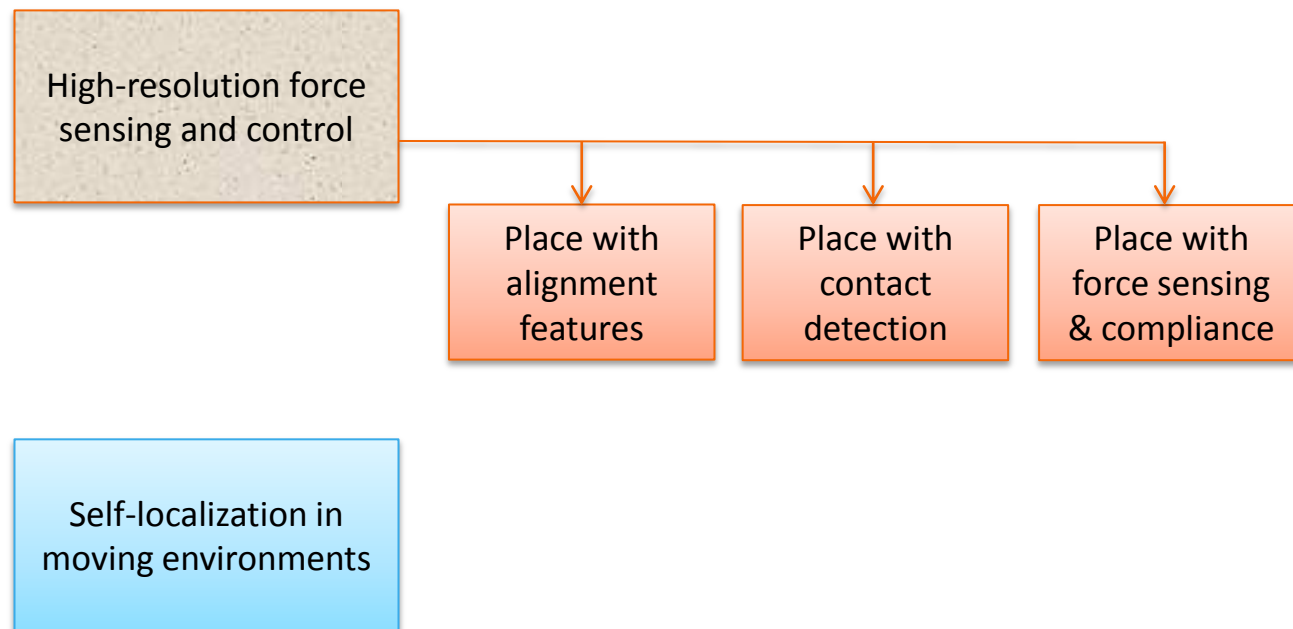 High-resolution force
sensing and control
Place with
alignment
features
Place with
contact
detection
Place with
force sensing
& compliance
Self-localization in
moving environments